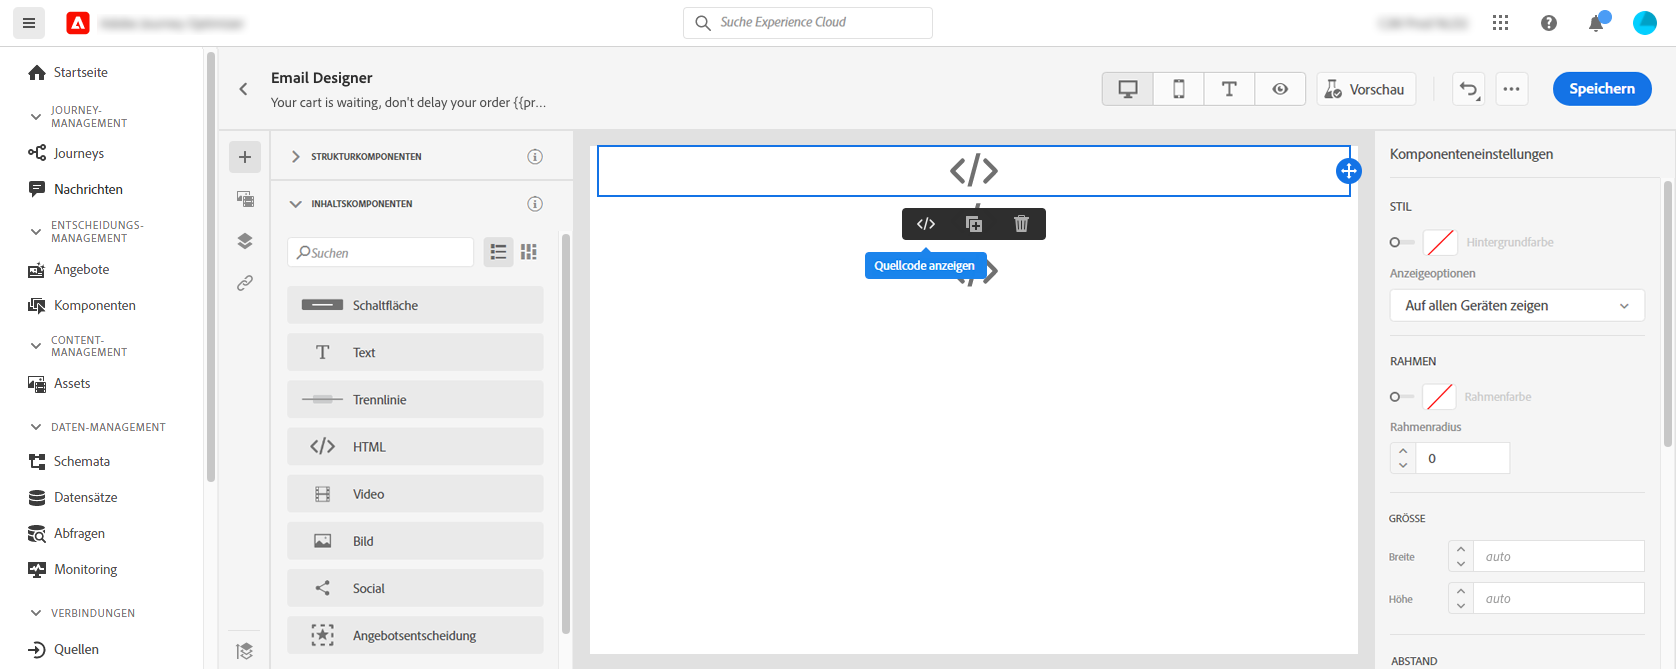 Suche Experience Cloud
Startseite
JOURNEY-
MANAGEMENT
Journeys
Nachrichten
ENTSCHEIDUNGS-
MANAGEMENT
Angebote
Komponenten
CONTENT-
MANAGEMENT
Assets
DATEN-MANAGEMENT
Schemata
Datensätze
Abfragen
Monitoring
VERBINDUNGEN
Quellen
Email Designer
Your cart is waiting, don't delay your order {{pr...
Vorschau
Speichern
STRUKTURKOMPONENTEN
INHALTSKOMPONENTEN
Suchen
Schaltfläche
Text
Trennlinie
HTML
Video
Bild
Social
Angebotsentscheidung
Quellcode anzeigen
Komponenteneinstellungen
STIL
Hintergrundfarbe
Anzeigeoptionen
Auf allen Geräten zeigen
RAHMEN
Rahmenfarbe
Rahmenradius
0
GRÖSSE
Breite
auto
Höhe
auto
ABSTAND